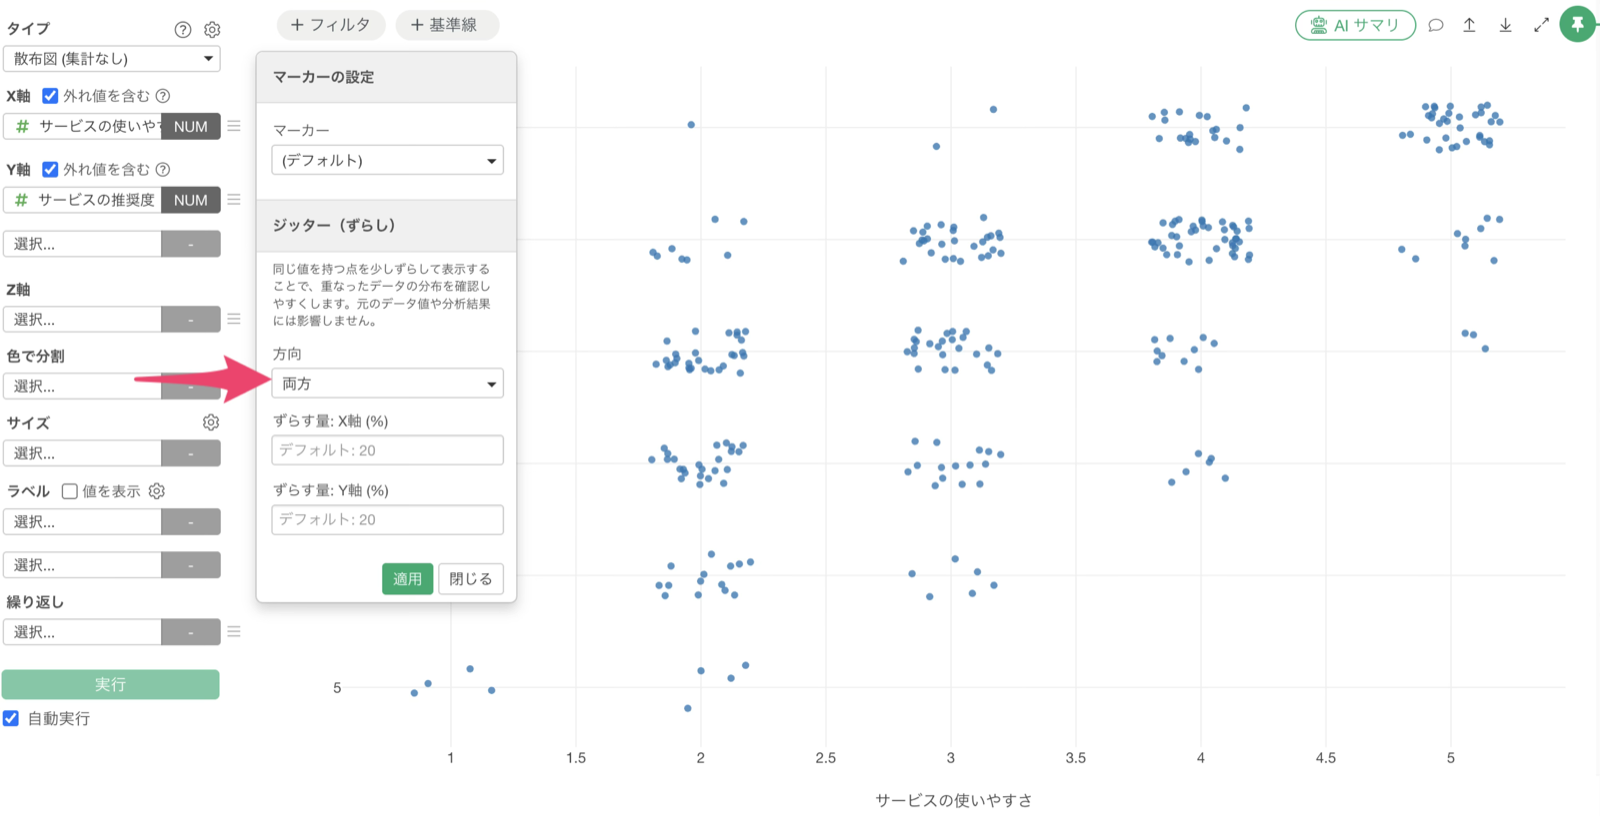 タイプ
散布図 (集計なし)
X軸 外れ値を含む
# サービスの使いや NUM
Y軸 外れ値を含む
# サービスの推奨度 NUM
選択... -
Z軸
選択... -
色で分割
選択... -
サイズ
選択... -
ラベル 値を表示
選択... -
選択... -
繰り返し
選択... -
実行
自動実行
+ フィルタ
+ 基準線
AI サマリ
マーカーの設定
マーカー
(デフォルト)
ジッター（ずらし）
同じ値を持つ点を少しずらして表示する
ことで、重なったデータの分布を確認し
やすくします。元のデータ値や分析結果
には影響しません。
方向
両方
ずらす量: X軸 (%)
デフォルト: 20
ずらす量: Y軸 (%)
デフォルト: 20
適用
閉じる
5
1 1.5 2 2.5 3 3.5 4 4.5 5
サービスの使いやすさ